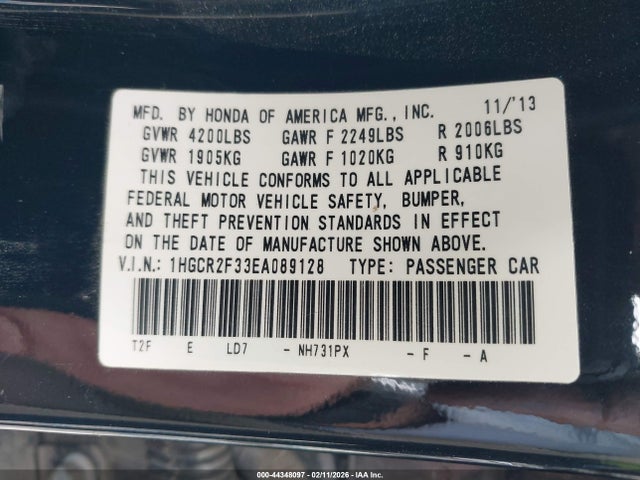 MFD. BY HONDA OF AMERICA MFG., INC. 11/'13
GVWR 4200LBS GAWR F 2249LBS R 2006LBS
GVWR 1905KG GAWR F 1020KG R 910KG
THIS VEHICLE CONFORMS TO ALL APPLICABLE
FEDERAL MOTOR VEHICLE SAFETY, BUMPER,
AND THEFT PREVENTION STANDARDS IN EFFECT
ON THE DATE OF MANUFACTURE SHOWN ABOVE.
V.I.N.: 1HGCR2F33EA089128 TYPE: PASSENGER CAR
T2F E LD7 - NH731PX - F - A
000-44348097 - 02/11/2026 - IAA Inc.